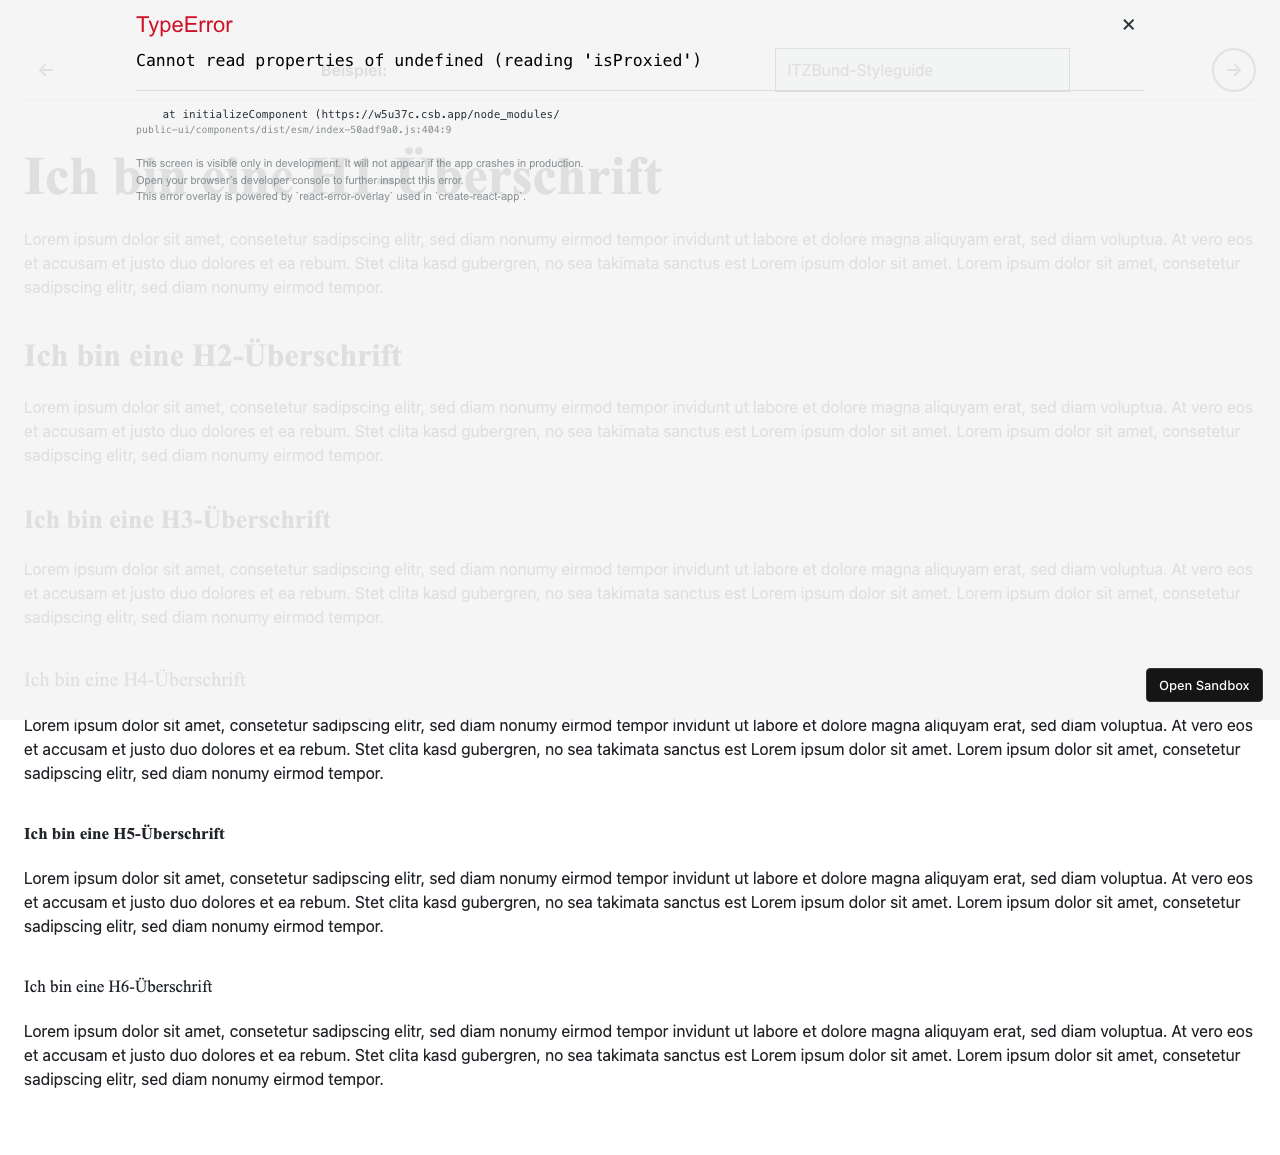 TypeError
Cannot read properties of undefined (reading 'isProxied')
Beispiel:
ITZBund-Styleguide
at initializeComponent (https://w5u37c.csb.app/node_modules/
public-ui/components/dist/esm/index-50adf9a0.js:404:9
This screen is visible only in development. It will not appear if the app crashes in production.
Open your browser's developer console to further inspect this error.
This error overlay is powered by `react-error-overlay` used in `create-react-app`.
Ich bin eine H1-Überschrift
Lorem ipsum dolor sit amet, consetetur sadipscing elitr, sed diam nonumy eirmod tempor invidunt ut labore et dolore magna aliquyam erat, sed diam voluptua. At vero eos
et accusam et justo duo dolores et ea rebum. Stet clita kasd gubergren, no sea takimata sanctus est Lorem ipsum dolor sit amet. Lorem ipsum dolor sit amet, consetetur
sadipscing elitr, sed diam nonumy eirmod tempor.
Ich bin eine H2-Überschrift
Lorem ipsum dolor sit amet, consetetur sadipscing elitr, sed diam nonumy eirmod tempor invidunt ut labore et dolore magna aliquyam erat, sed diam voluptua. At vero eos
et accusam et justo duo dolores et ea rebum. Stet clita kasd gubergren, no sea takimata sanctus est Lorem ipsum dolor sit amet. Lorem ipsum dolor sit amet, consetetur
sadipscing elitr, sed diam nonumy eirmod tempor.
Ich bin eine H3-Überschrift
Lorem ipsum dolor sit amet, consetetur sadipscing elitr, sed diam nonumy eirmod tempor invidunt ut labore et dolore magna aliquyam erat, sed diam voluptua. At vero eos
et accusam et justo duo dolores et ea rebum. Stet clita kasd gubergren, no sea takimata sanctus est Lorem ipsum dolor sit amet. Lorem ipsum dolor sit amet, consetetur
sadipscing elitr, sed diam nonumy eirmod tempor.
Ich bin eine H4-Überschrift
Open Sandbox
Lorem ipsum dolor sit amet, consetetur sadipscing elitr, sed diam nonumy eirmod tempor invidunt ut labore et dolore magna aliquyam erat, sed diam voluptua. At vero eos
et accusam et justo duo dolores et ea rebum. Stet clita kasd gubergren, no sea takimata sanctus est Lorem ipsum dolor sit amet. Lorem ipsum dolor sit amet, consetetur
sadipscing elitr, sed diam nonumy eirmod tempor.
Ich bin eine H5-Überschrift
Lorem ipsum dolor sit amet, consetetur sadipscing elitr, sed diam nonumy eirmod tempor invidunt ut labore et dolore magna aliquyam erat, sed diam voluptua. At vero eos
et accusam et justo duo dolores et ea rebum. Stet clita kasd gubergren, no sea takimata sanctus est Lorem ipsum dolor sit amet. Lorem ipsum dolor sit amet, consetetur
sadipscing elitr, sed diam nonumy eirmod tempor.
Ich bin eine H6-Überschrift
Lorem ipsum dolor sit amet, consetetur sadipscing elitr, sed diam nonumy eirmod tempor invidunt ut labore et dolore magna aliquyam erat, sed diam voluptua. At vero eos
et accusam et justo duo dolores et ea rebum. Stet clita kasd gubergren, no sea takimata sanctus est Lorem ipsum dolor sit amet. Lorem ipsum dolor sit amet, consetetur
sadipscing elitr, sed diam nonumy eirmod tempor.